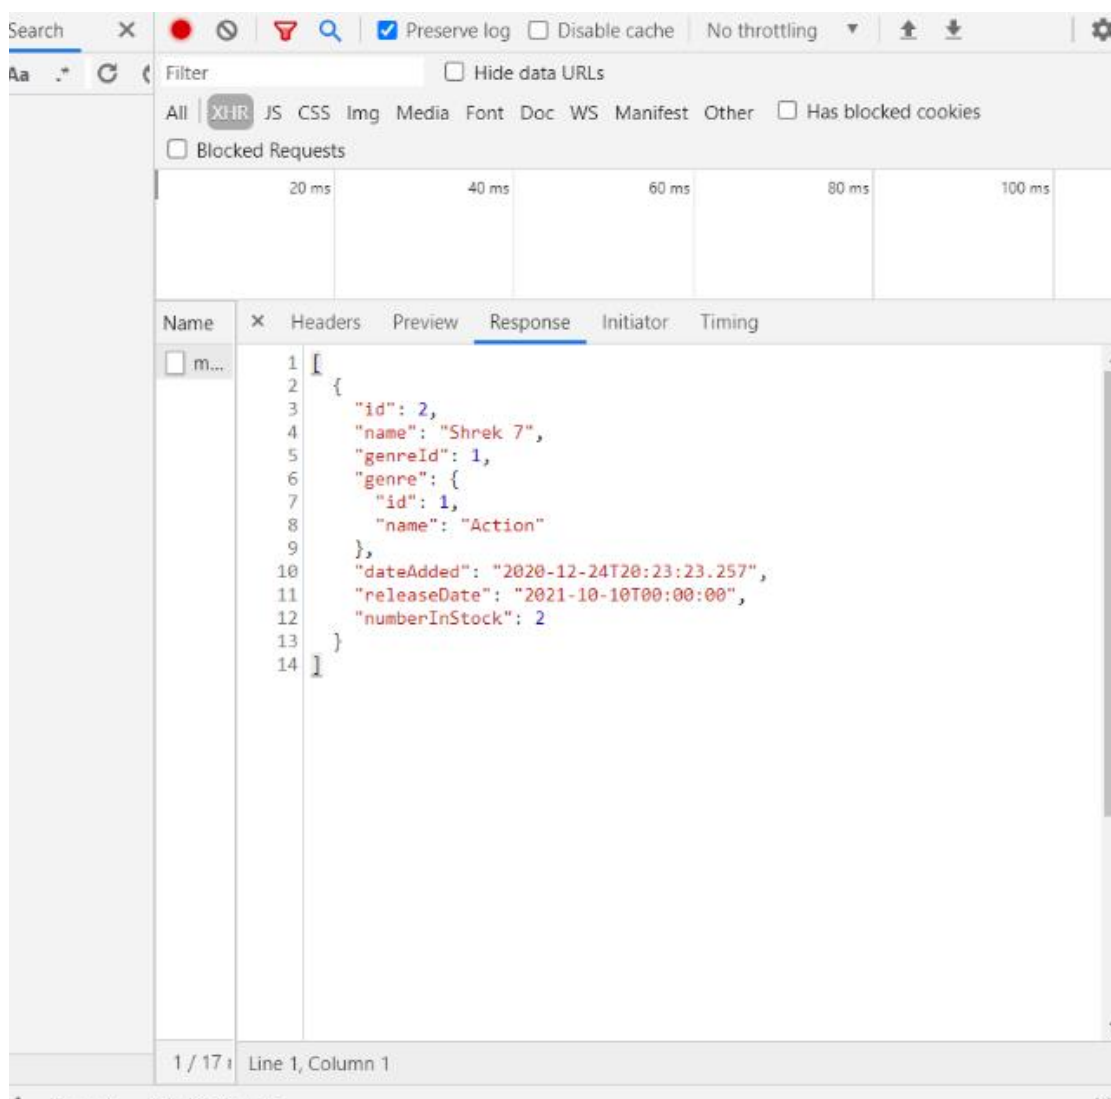 Search
Preserve log Disable cache No throttling
Aa .*
Filter Hide data URLs
All XHR JS CSS Img Media Font Doc WS Manifest Other Has blocked cookies
Blocked Requests
20 ms 40 ms 60 ms 80 ms 100 ms
Name × Headers Preview Response Initiator Timing
m...
1 [
2 {
3 "id": 2,
4 "name": "Shrek 7",
5 "genreId": 1,
6 "genre": {
7 "id": 1,
8 "name": "Action"
9 },
10 "dateAdded": "2020-12-24T20:23:23.257",
11 "releaseDate": "2021-10-10T00:00:00",
12 "numberInStock": 2
13 }
14 ]
1 / 17 Line 1, Column 1